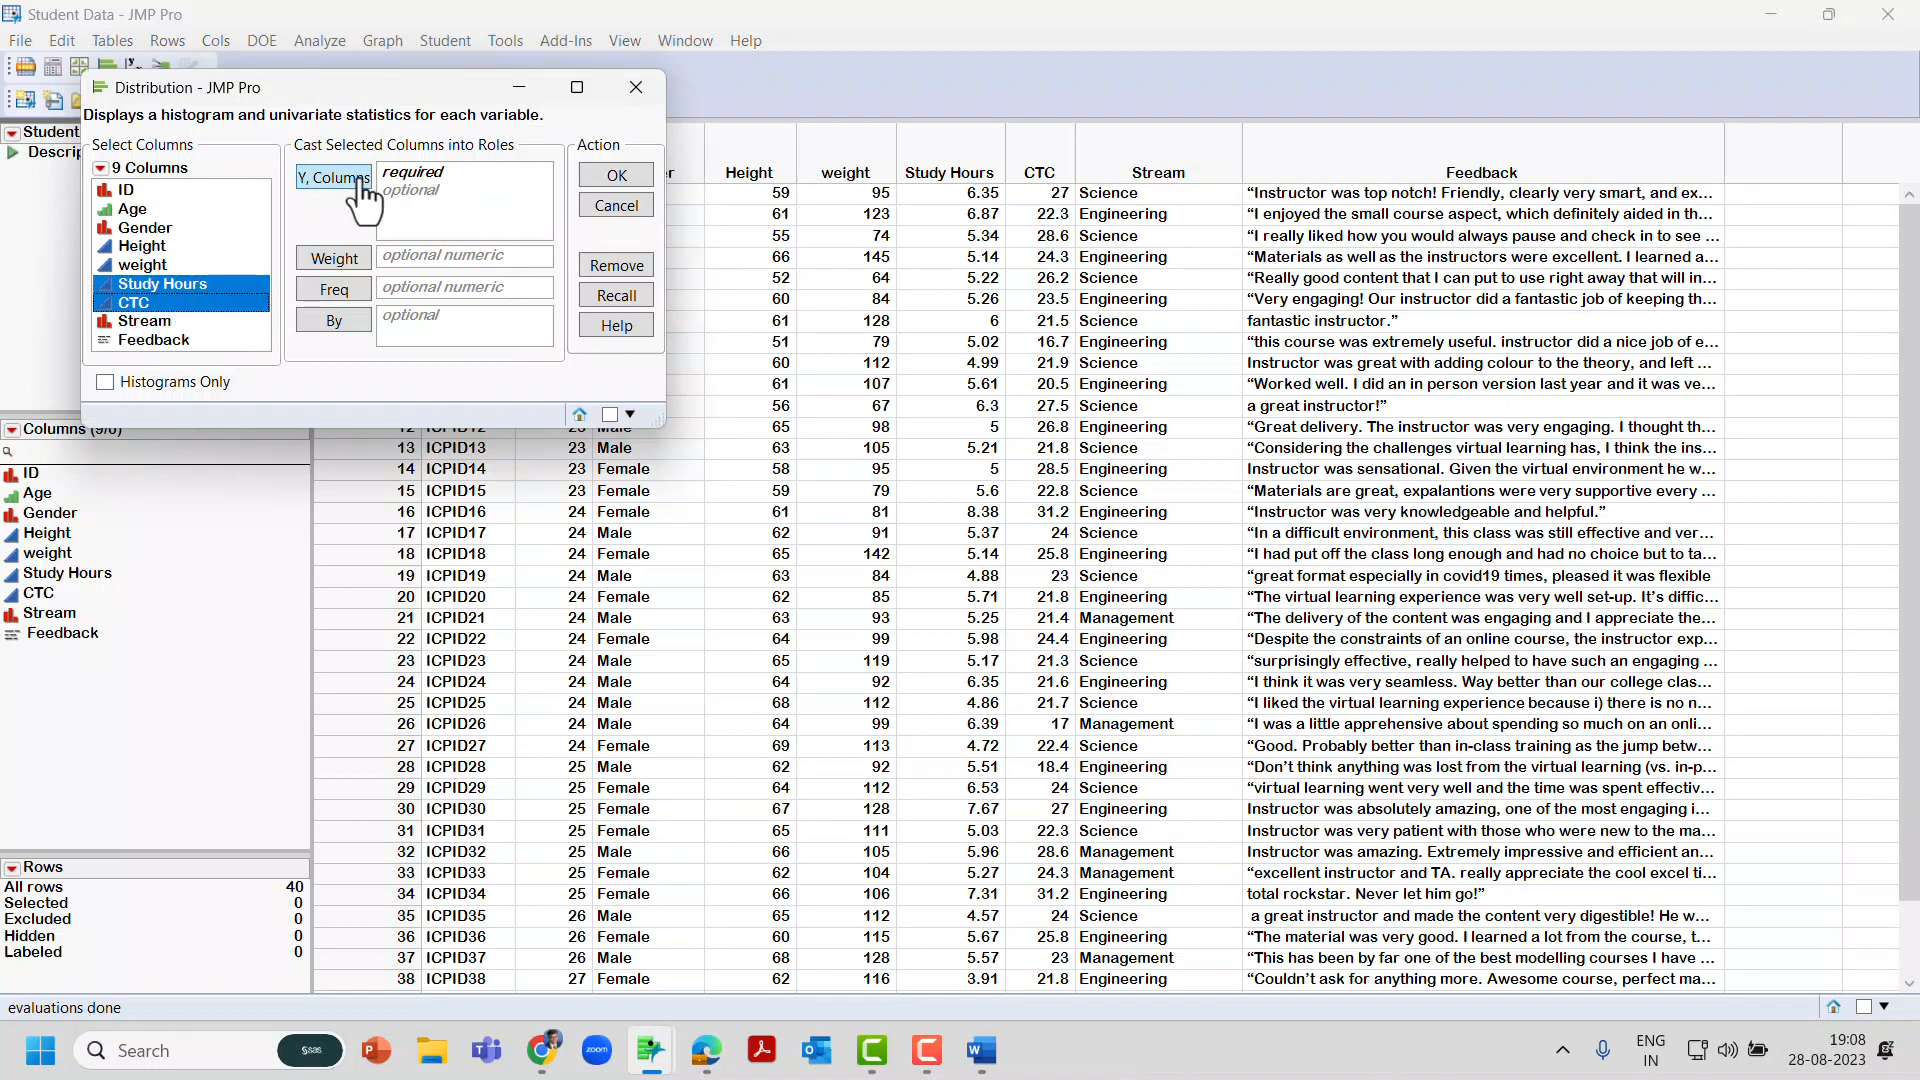 Student Data - JMP Pro
File Edit Tables Rows Cols DOE Analyze Graph Student Tools Add-Ins View Window Help
Distribution - JMP Pro
Displays a histogram and univariate statistics for each variable.
Select Columns
9 Columns
ID
Age
Gender
Height
weight
Study Hours
CTC
Stream
Feedback
Histograms Only
Cast Selected Columns into Roles
Y, Columns required
optional
Weight optional numeric
Freq optional numeric
By optional
Action
OK
Cancel
Remove
Recall
Help
Student
Columns (9/0)
ID
Age
Gender
Height
weight
Study Hours
CTC
Stream
Feedback
Rows
All rows 40
Selected 0
Excluded 0
Hidden 0
Labeled 0
Height weight Study Hours CTC Stream Feedback
59 95 6.35 27 Science “Instructor was top notch! Friendly, clearly very smart, and ex...
61 123 6.87 22.3 Engineering “I enjoyed the small course aspect, which definitely aided in th...
55 74 5.34 28.6 Science “I really liked how you would always pause and check in to see ...
66 145 5.14 24.3 Engineering “Materials as well as the instructors were excellent. I learned a...
52 64 5.22 26.2 Science “Really good content that I can put to use right away that will in...
60 84 5.26 23.5 Engineering “Very engaging! Our instructor did a fantastic job of keeping th...
61 128 6 21.5 Science fantastic instructor.”
51 79 5.02 16.7 Engineering “this course was extremely useful. instructor did a nice job of e...
60 112 4.99 21.9 Science Instructor was great with adding colour to the theory, and left ...
61 107 5.61 20.5 Engineering “Worked well. I did an in person version last year and it was ve...
56 67 6.3 27.5 Science a great instructor!”
65 98 5 26.8 Engineering “Great delivery. The instructor was very engaging. I thought th...
13 ICPID13 23 Male 63 105 5.21 21.8 Science “Considering the challenges virtual learning has, I think the ins...
14 ICPID14 23 Female 58 95 5 28.5 Engineering Instructor was sensational. Given the virtual environment he w...
15 ICPID15 23 Female 59 79 5.6 22.8 Science “Materials are great, expalantions were very supportive every ...
16 ICPID16 24 Female 61 81 8.38 31.2 Engineering “Instructor was very knowledgeable and helpful.”
17 ICPID17 24 Male 62 91 5.37 24 Science “In a difficult environment, this class was still effective and ver...
18 ICPID18 24 Female 65 142 5.14 25.8 Engineering “I had put off the class long enough and had no choice but to ta...
19 ICPID19 24 Male 63 84 4.88 23 Science “great format especially in covid19 times, pleased it was flexible
20 ICPID20 24 Female 62 85 5.71 21.8 Engineering “The virtual learning experience was very well set-up. It’s diffic...
21 ICPID21 24 Male 63 93 5.25 21.4 Management “The delivery of the content was engaging and I appreciate the...
22 ICPID22 24 Female 64 99 5.98 24.4 Engineering “Despite the constraints of an online course, the instructor exp...
23 ICPID23 24 Male 65 119 5.17 21.3 Science “surprisingly effective, really helped to have such an engaging ...
24 ICPID24 24 Male 64 92 6.35 21.6 Engineering “I think it was very seamless. Way better than our college clas...
25 ICPID25 24 Male 68 112 4.86 21.7 Science “I liked the virtual learning experience because i) there is no n...
26 ICPID26 24 Male 64 99 6.39 17 Management “I was a little apprehensive about spending so much on an onli...
27 ICPID27 24 Female 69 113 4.72 22.4 Science “Good. Probably better than in-class training as the jump betw...
28 ICPID28 25 Male 62 92 5.51 18.4 Engineering “Don’t think anything was lost from the virtual learning (vs. in-p...
29 ICPID29 25 Female 64 112 6.53 24 Science “virtual learning went very well and the time was spent effectiv...
30 ICPID30 25 Female 67 128 7.67 27 Engineering Instructor was absolutely amazing, one of the most engaging i...
31 ICPID31 25 Female 65 111 5.03 22.3 Science Instructor was very patient with those who were new to the ma...
32 ICPID32 25 Male 66 105 5.96 28.6 Management Instructor was amazing. Extremely impressive and efficient an...
33 ICPID33 25 Female 62 104 5.27 24.3 Management “excellent instructor and TA. really appreciate the cool excel ti...
34 ICPID34 25 Female 66 106 7.31 31.2 Engineering total rockstar. Never let him go!”
35 ICPID35 26 Male 65 112 4.57 24 Science a great instructor and made the content very digestible! He w...
36 ICPID36 26 Female 60 115 5.67 25.8 Engineering “The material was very good. I learned a lot from the course, t...
37 ICPID37 26 Male 68 128 5.57 23 Management “This has been by far one of the best modelling courses I have ...
38 ICPID38 27 Female 62 116 3.91 21.8 Engineering “Couldn’t ask for anything more. Awesome course, perfect ma...
evaluations done
Search
sas
zoom
ENG
IN
19:08
28-08-2023